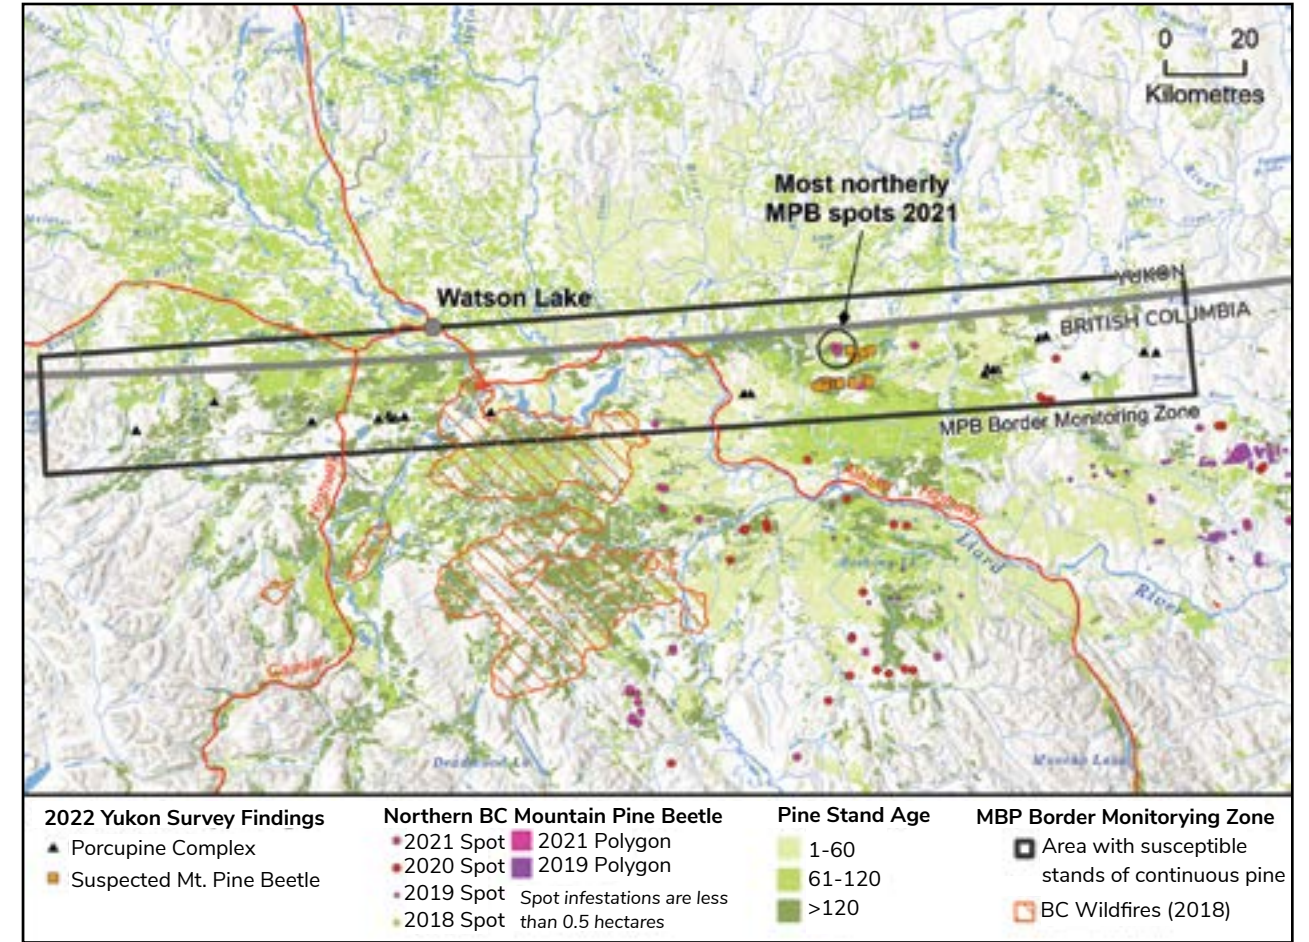 0 20
Kilometres
Most northerly
MPB spots 2021
YUKON
Watson Lake
BRITISH COLUMBIA
MPB Border Monitoring Zone
Highway
Highway
Liard
River
Cassiar
2022 Yukon Survey Findings
Porcupine Complex
Suspected Mt. Pine Beetle
Northern BC Mountain Pine Beetle
2021 Spot
2021 Polygon
2020 Spot
2019 Polygon
2019 Spot
2018 Spot
Spot infestations are less
than 0.5 hectares
Pine Stand Age
1-60
61-120
>120
MBP Border Monitorying Zone
Area with susceptible
stands of continuous pine
BC Wildfires (2018)